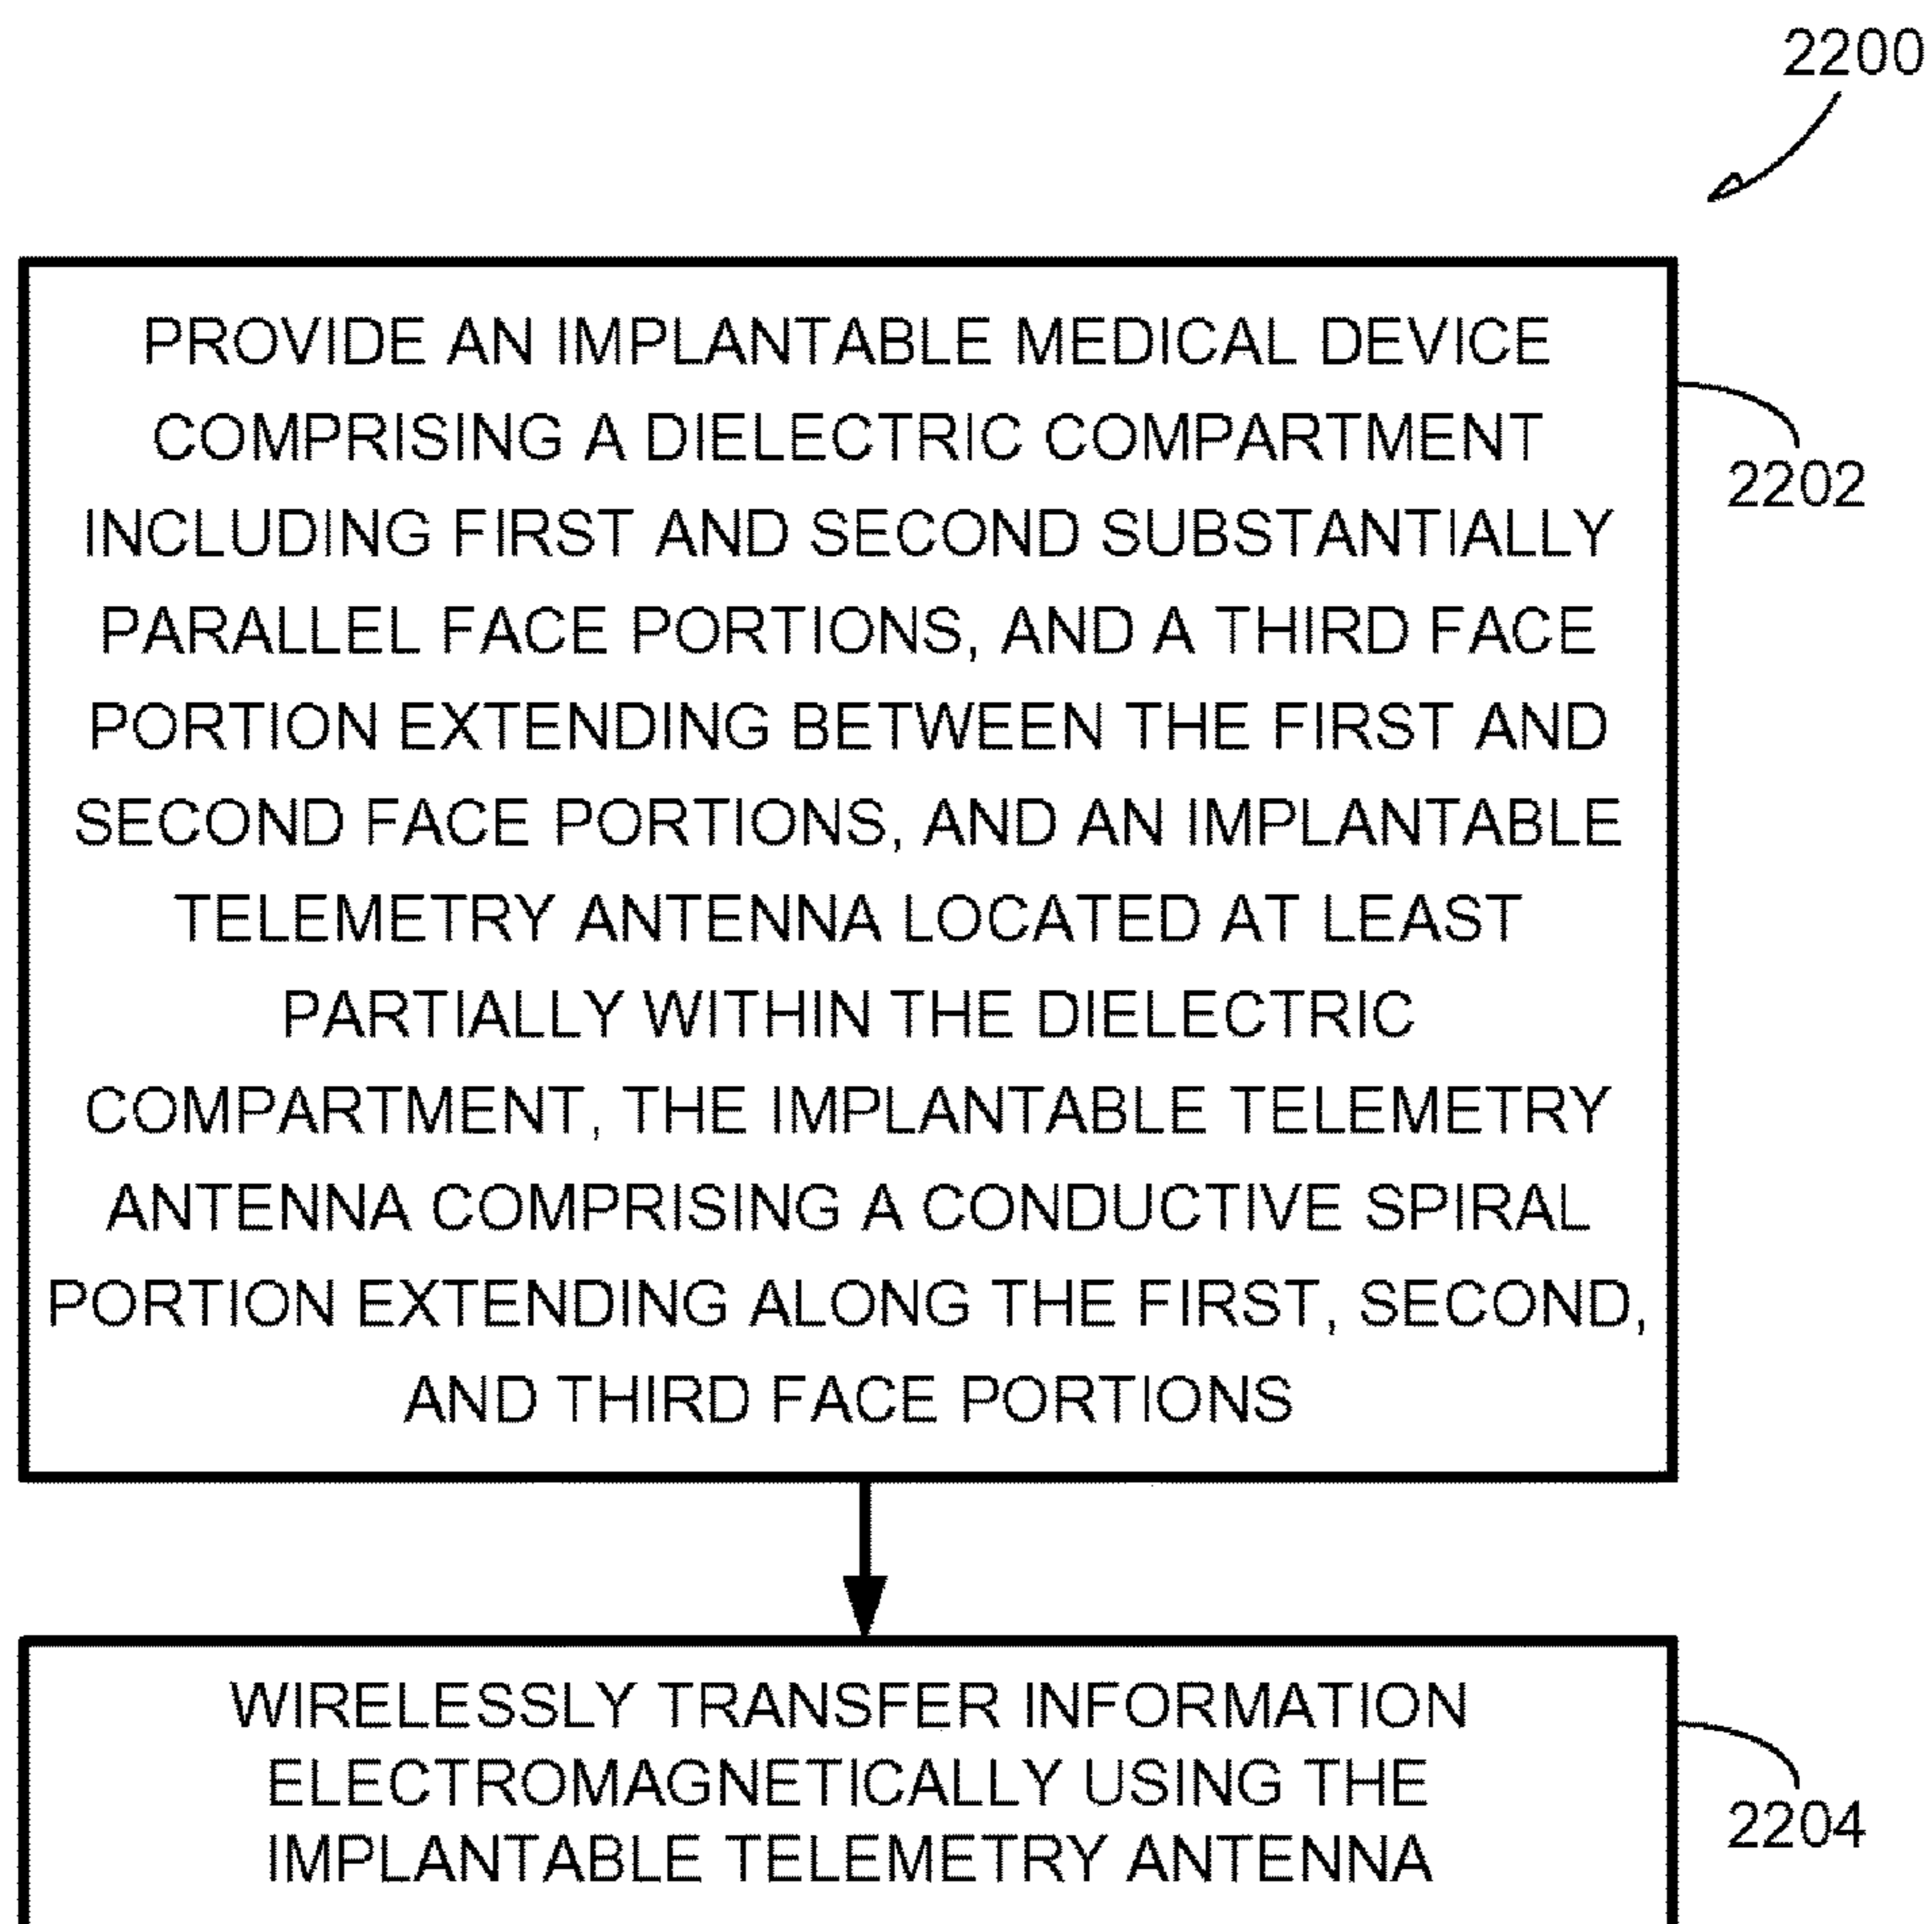 2200
PROVIDE AN IMPLANTABLE MEDICAL DEVICE
COMPRISING A DIELECTRIC COMPARTMENT
INCLUDING FIRST AND SECOND SUBSTANTIALLY
PARALLEL FACE PORTIONS, AND A THIRD FACE
PORTION EXTENDING BETWEEN THE FIRST AND
SECOND FACE PORTIONS, AND AN IMPLANTABLE
TELEMETRY ANTENNA LOCATED AT LEAST
PARTIALLY WITHIN THE DIELECTRIC
COMPARTMENT, THE IMPLANTABLE TELEMETRY
ANTENNA COMPRISING A CONDUCTIVE SPIRAL
PORTION EXTENDING ALONG THE FIRST, SECOND,
AND THIRD FACE PORTIONS
2202
WIRELESSLY TRANSFER INFORMATION
ELECTROMAGNETICALLY USING THE
IMPLANTABLE TELEMETRY ANTENNA
2204